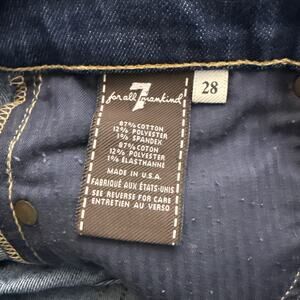 7
for all mankind
28
87% COTTON
12% POLYESTER
1% SPANDEX
87% COTON
12% POLYESTER
1% ÉLASTHANNE
MADE IN U.S.A.
FABRIQUÉ AUX ÉTATS-UNIS
SEE REVERSE FOR CARE
ENTRETIEN AU VERSO